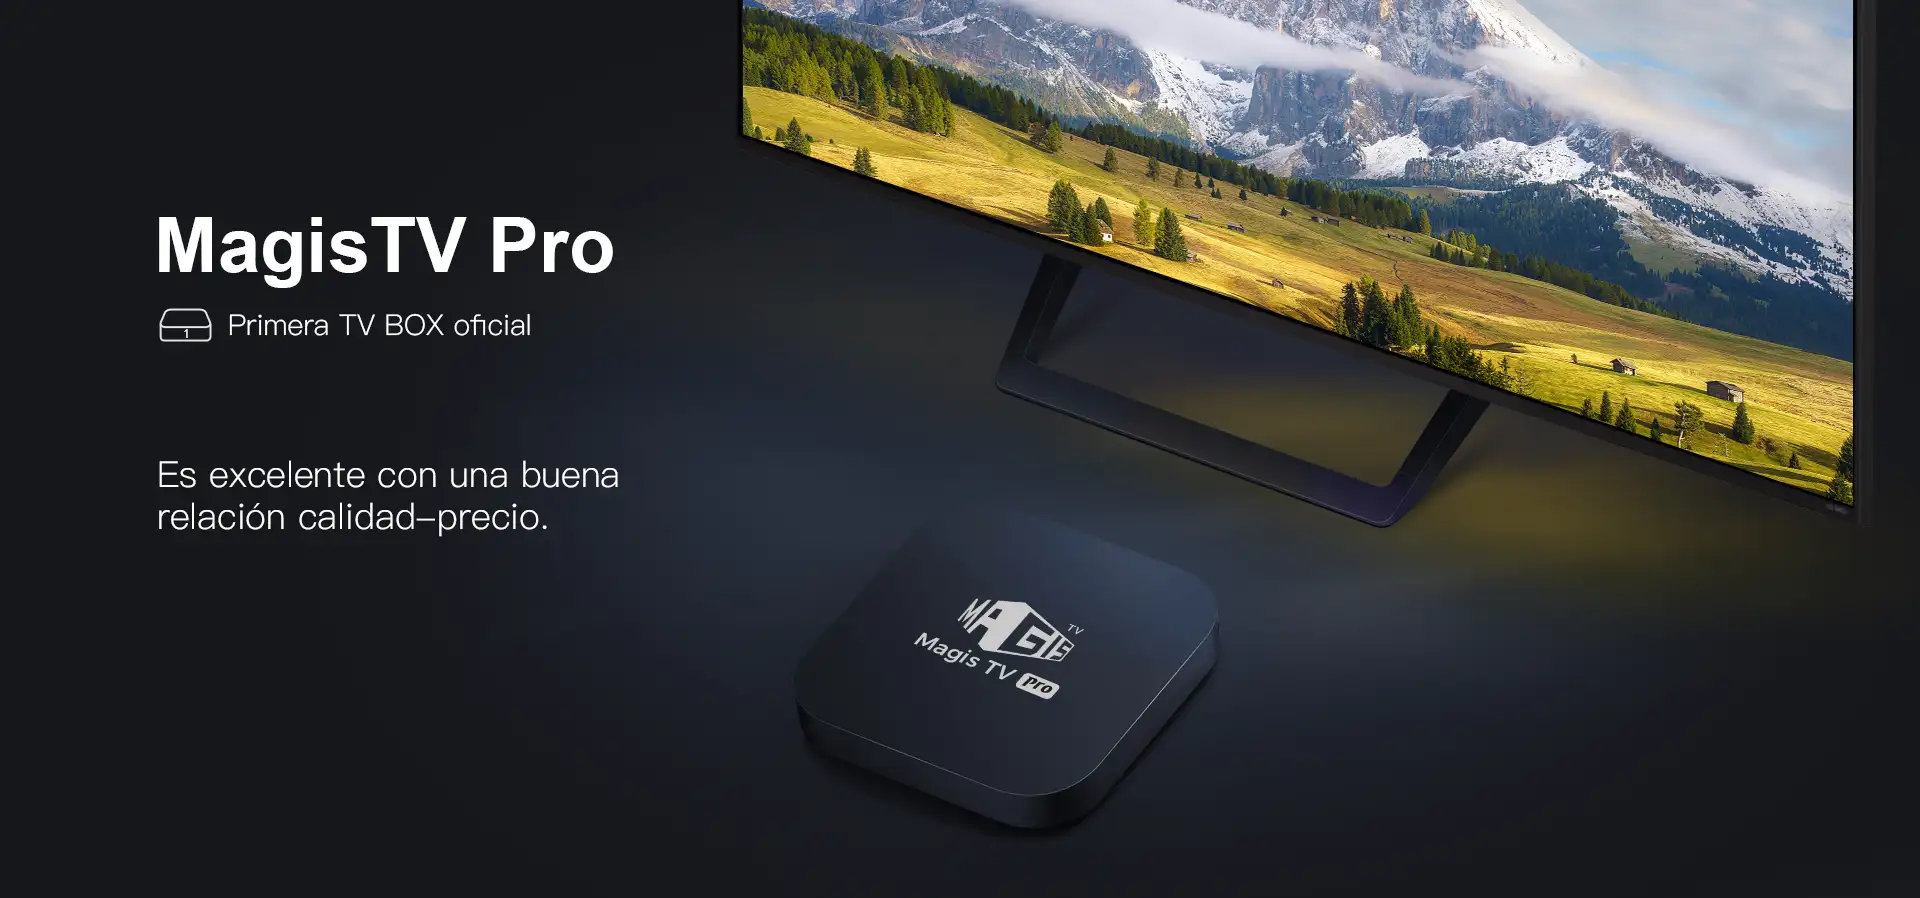 MagisTV Pro
1 Primera TV BOX oficial
Es excelente con una buena
relación calidad–precio.
MAGIS TV
Magis TV Pro